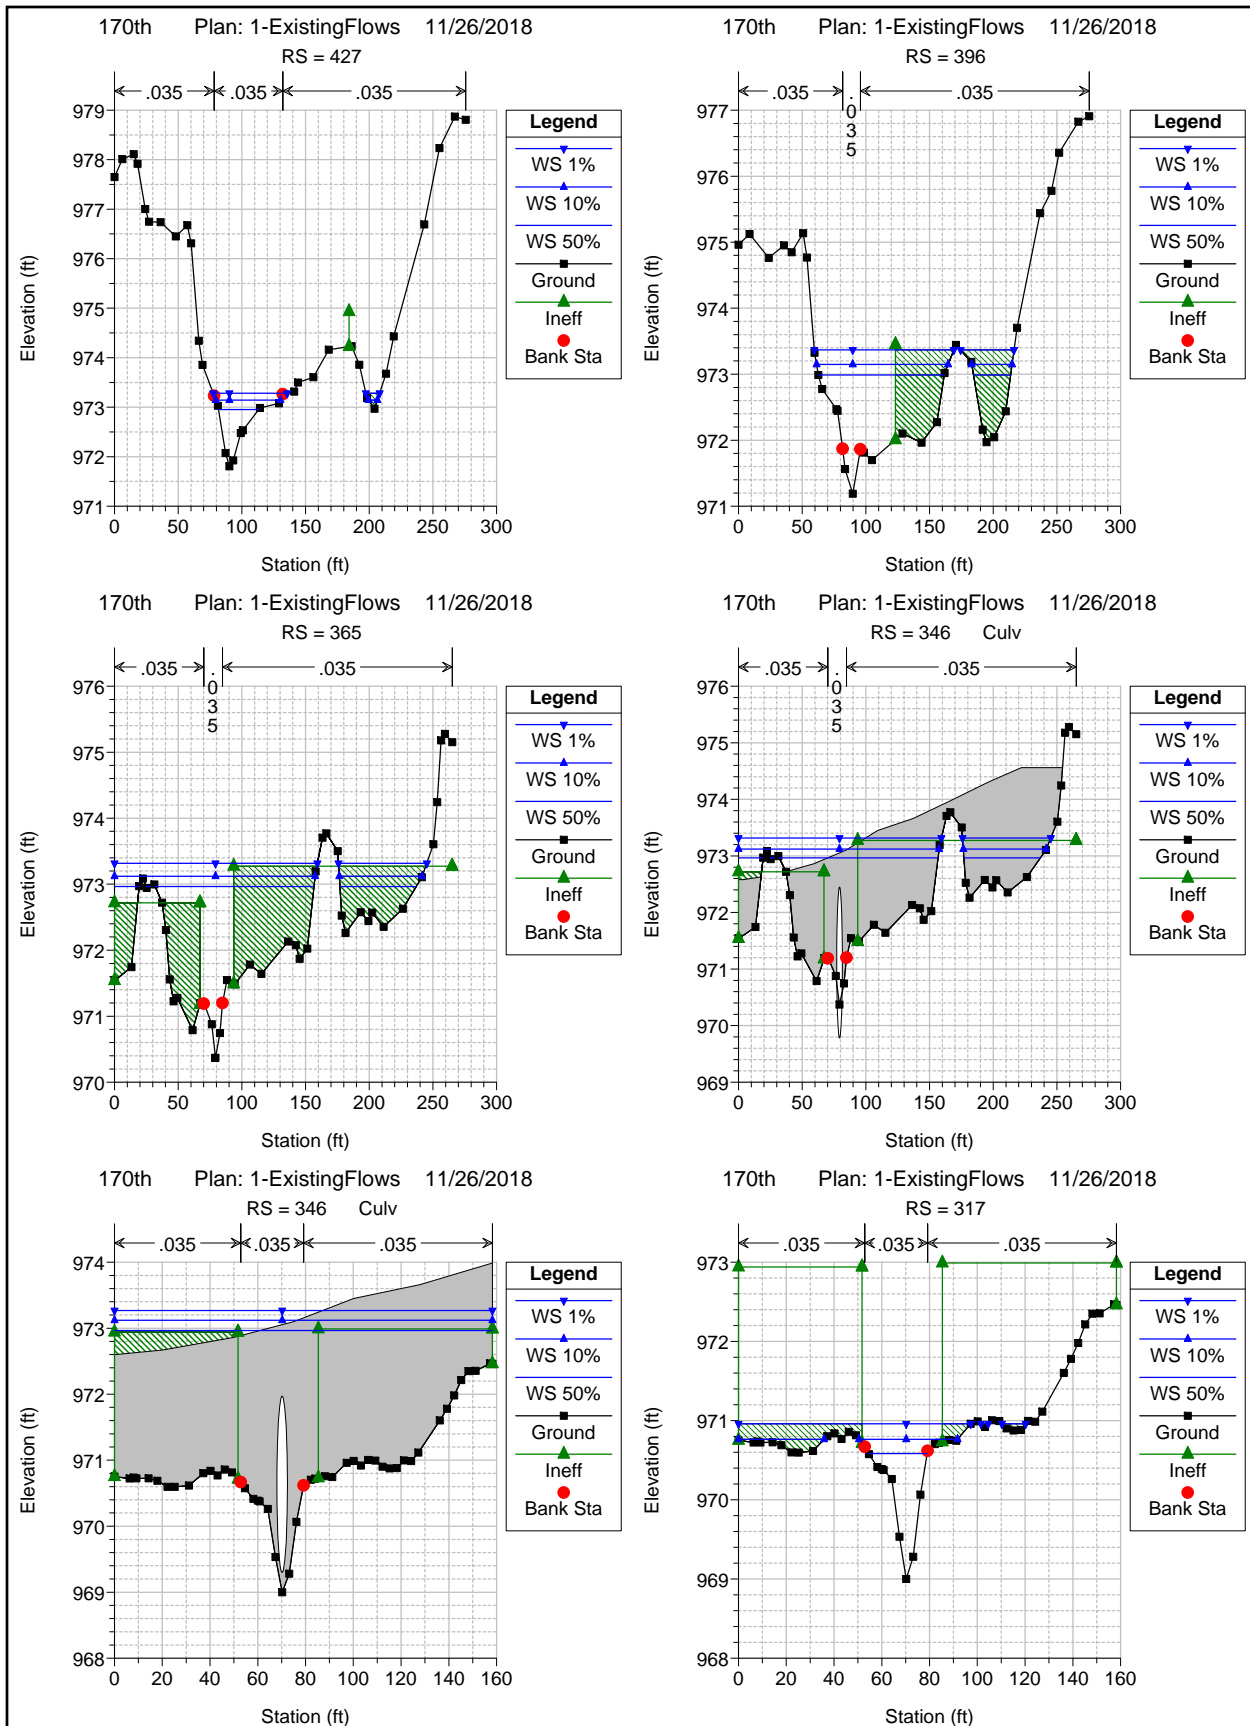 170th Plan: 1-ExistingFlows 11/26/2018
RS = 427
.035 .035 .035
979
978
977
976
975
974
973
972
971
Elevation (ft)
0 50 100 150 200 250 300
Station (ft)
Legend
WS 1%
WS 10%
WS 50%
Ground
Ineff
Bank Sta
170th Plan: 1-ExistingFlows 11/26/2018
RS = 396
.035 .035 .035
977
976
975
974
973
972
971
Elevation (ft)
0 50 100 150 200 250 300
Station (ft)
Legend
WS 1%
WS 10%
WS 50%
Ground
Ineff
Bank Sta
170th Plan: 1-ExistingFlows 11/26/2018
RS = 365
.035 .035 .035
976
975
974
973
972
971
970
Elevation (ft)
0 50 100 150 200 250 300
Station (ft)
Legend
WS 1%
WS 10%
WS 50%
Ground
Ineff
Bank Sta
170th Plan: 1-ExistingFlows 11/26/2018
RS = 346 Culv
.035 .035 .035
976
975
974
973
972
971
970
969
Elevation (ft)
0 50 100 150 200 250 300
Station (ft)
Legend
WS 1%
WS 10%
WS 50%
Ground
Ineff
Bank Sta
170th Plan: 1-ExistingFlows 11/26/2018
RS = 346 Culv
.035 .035 .035
974
973
972
971
970
969
968
Elevation (ft)
0 20 40 60 80 100 120 140 160
Station (ft)
Legend
WS 1%
WS 10%
WS 50%
Ground
Ineff
Bank Sta
170th Plan: 1-ExistingFlows 11/26/2018
RS = 317
.035 .035 .035
973
972
971
970
969
968
Elevation (ft)
0 20 40 60 80 100 120 140 160
Station (ft)
Legend
WS 1%
WS 10%
WS 50%
Ground
Ineff
Bank Sta